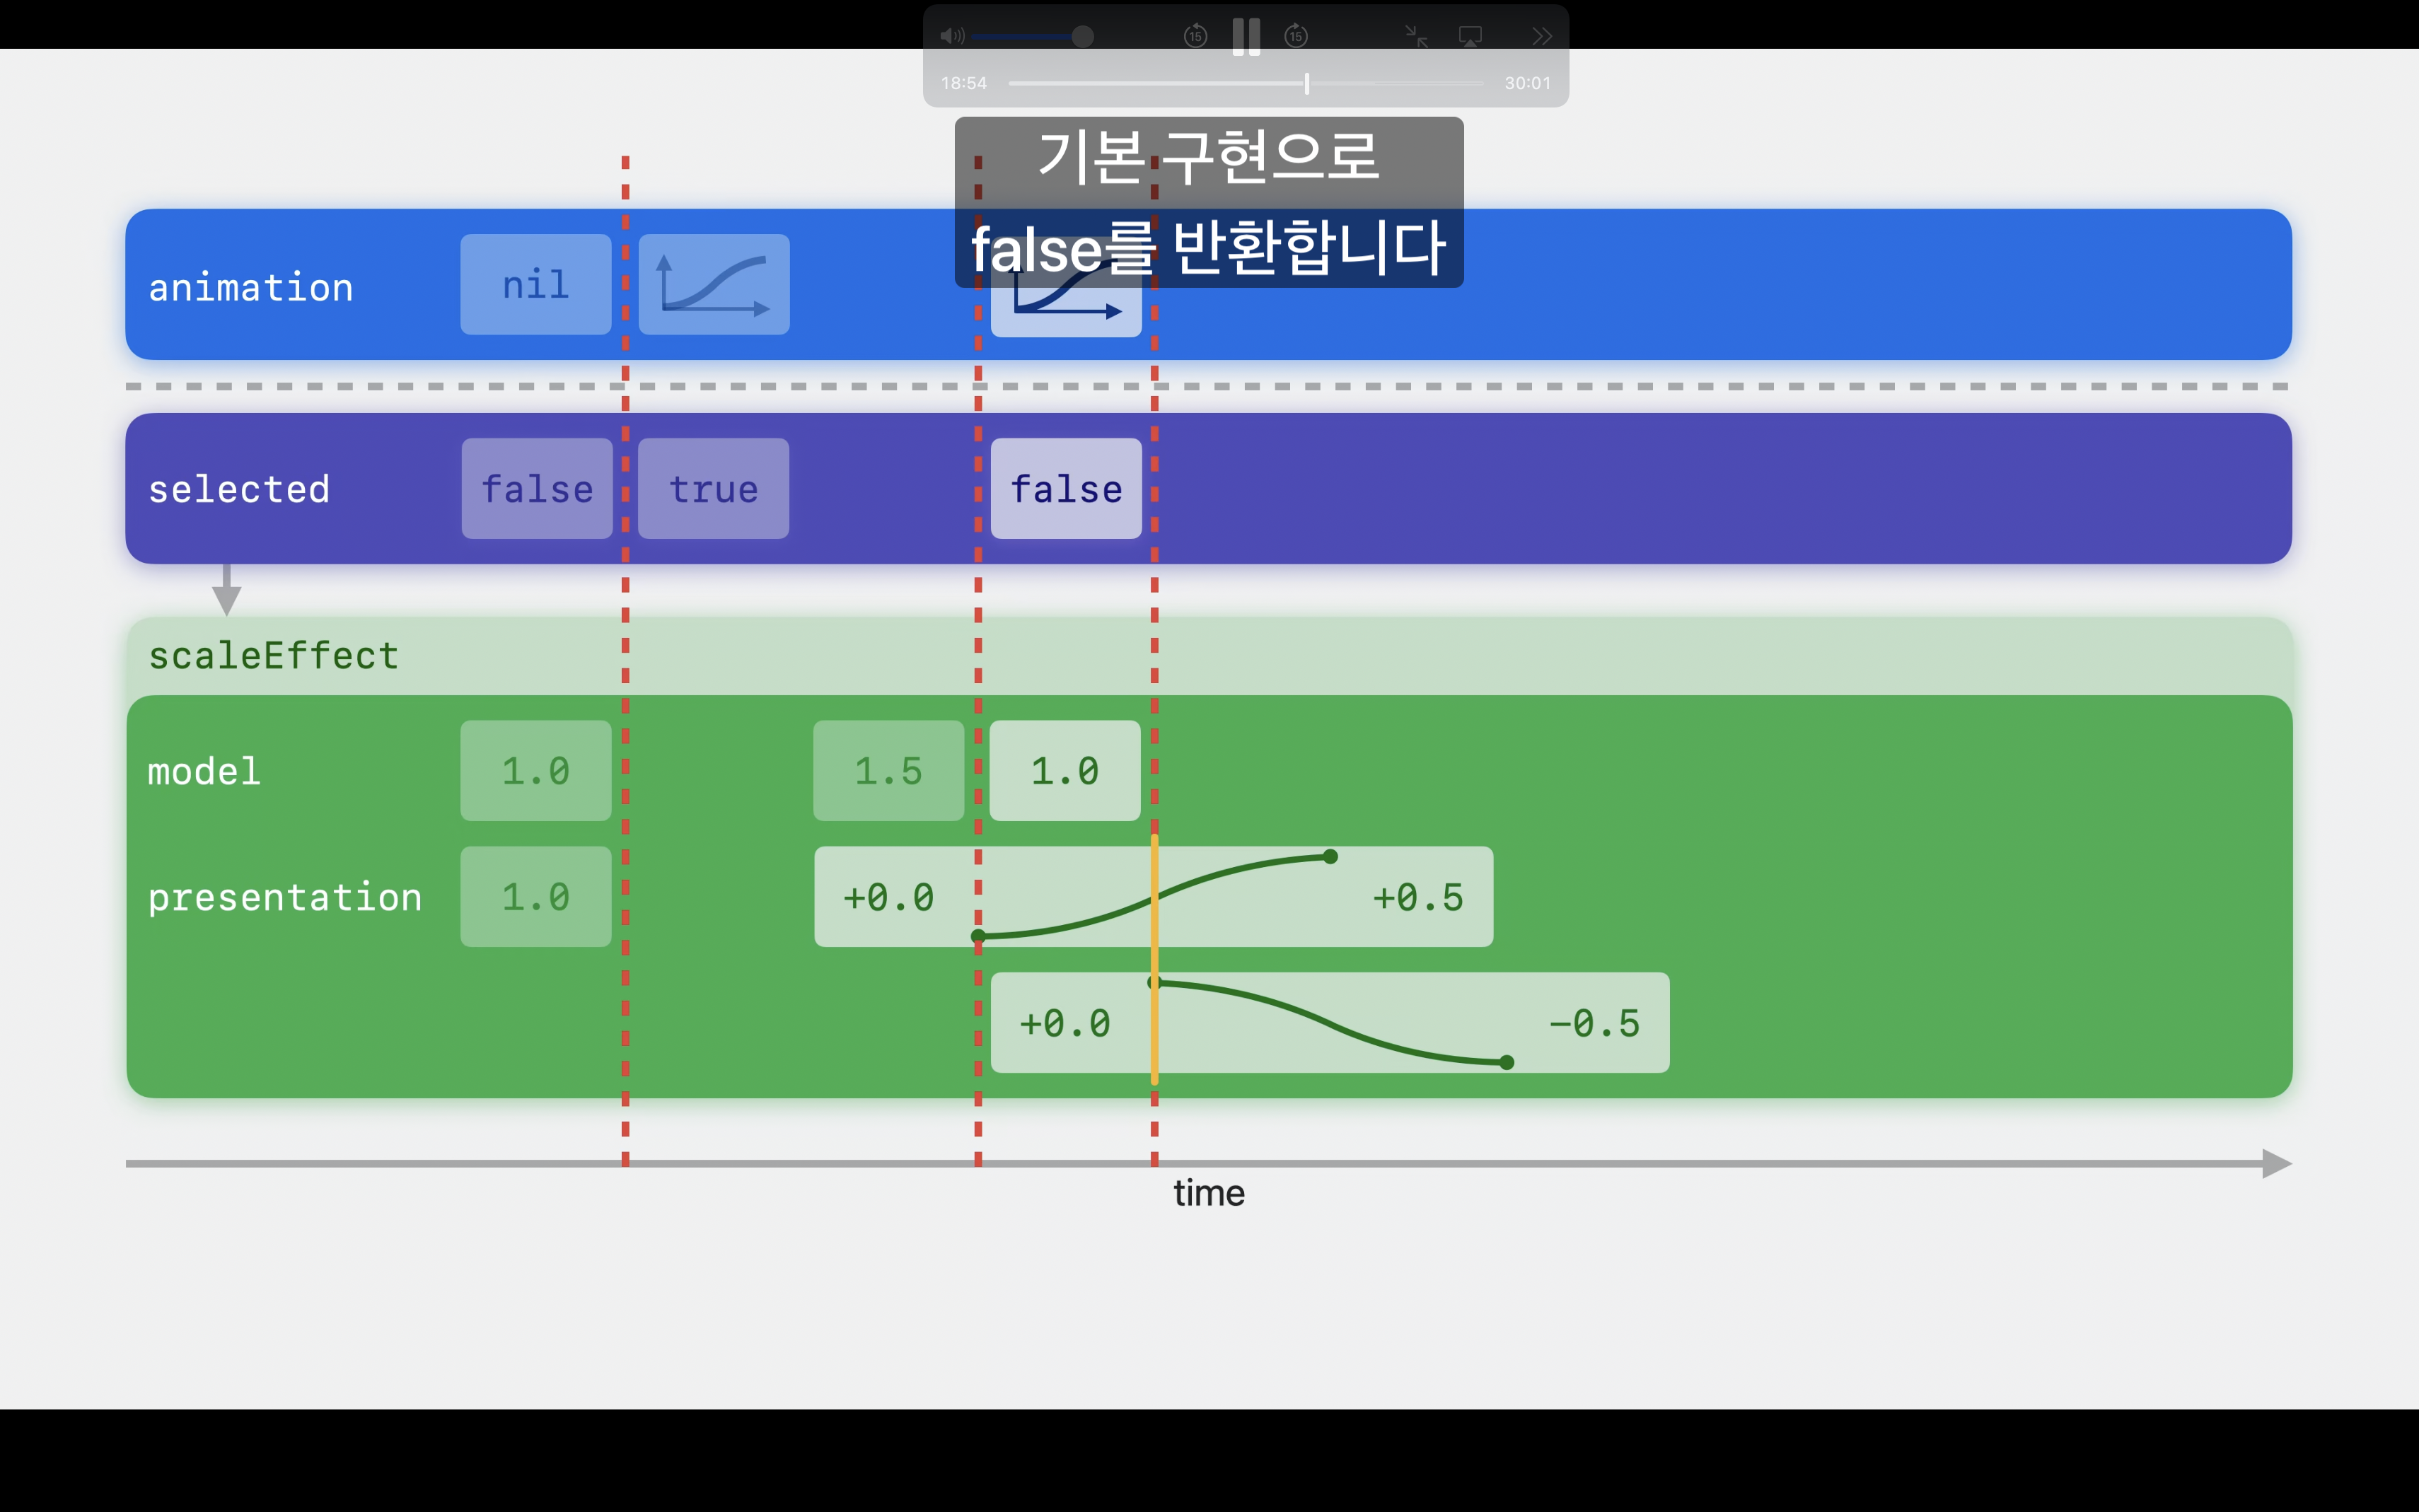 15
15
18:54
30:01
기본 구현으로
false를 반환합니다
animation
nil
selected
false
true
false
scaleEffect
model
1.0
1.5
1.0
presentation
1.0
+0.0
+0.5
+0.0
−0.5
time